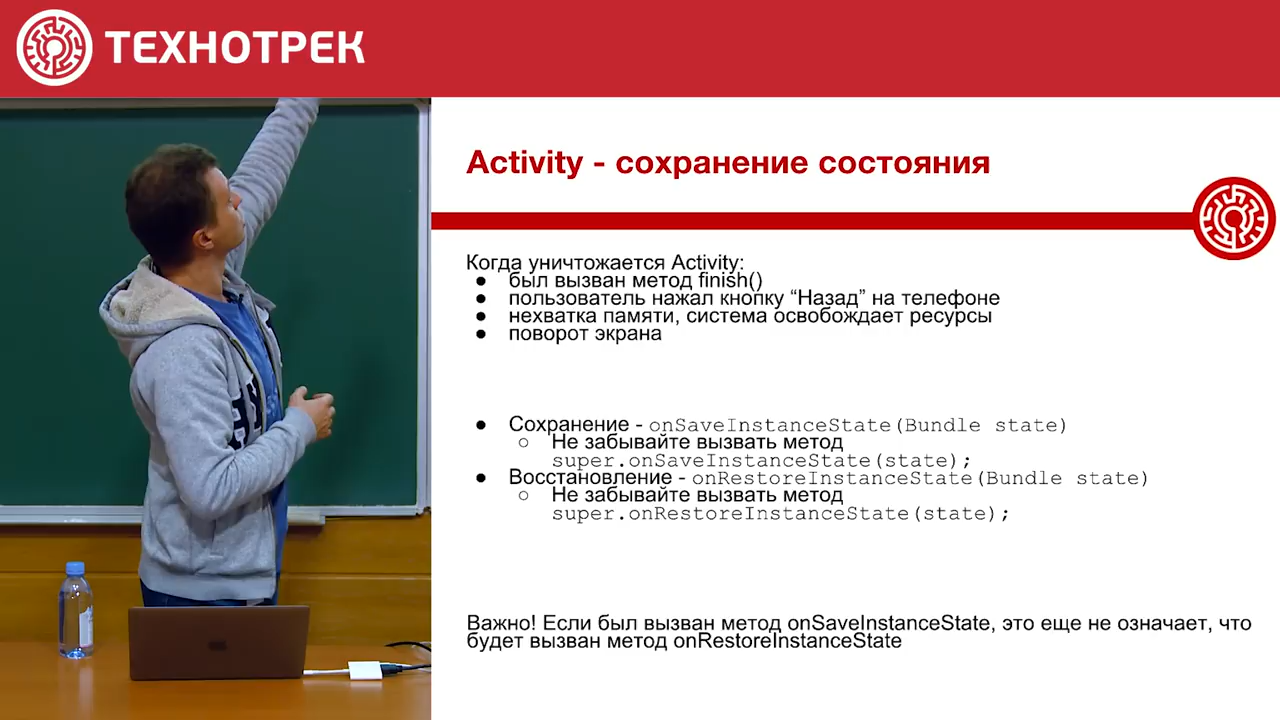 ТЕХНОТРЕК
Activity - сохранение состояния
Когда уничтожается Activity:
● был вызван метод finish()
● пользователь нажал кнопку “Назад” на телефоне
● нехватка памяти, система освобождает ресурсы
● поворот экрана
● Сохранение - onSaveInstanceState(Bundle state)
○ Не забывайте вызвать метод
super.onSaveInstanceState(state);
● Восстановление - onRestoreInstanceState(Bundle state)
○ Не забывайте вызвать метод
super.onRestoreInstanceState(state);
Важно! Если был вызван метод onSaveInstanceState, это еще не означает, что
будет вызван метод onRestoreInstanceState